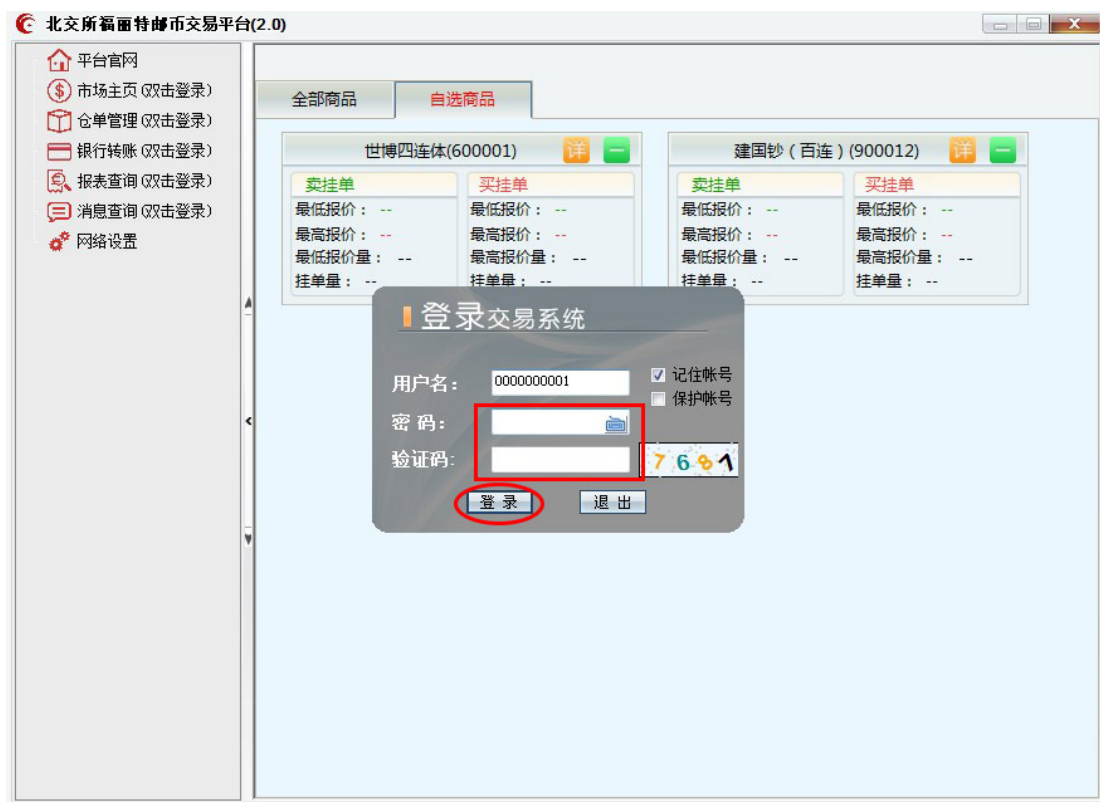 北交所福丽特邮币交易平台(2.0)
平台官网
市场主页(双击登录)
仓单管理(双击登录)
银行转账(双击登录)
报表查询(双击登录)
消息查询(双击登录)
网络设置
全部商品 自选商品
世博四连体(600001) 详
卖挂单 买挂单
最低报价： -- 最低报价： --
最高报价： -- 最高报价： --
最低报价量： -- 最高报价量： --
挂单量： -- 挂单量： --
建国钞（百连）(900012) 详
卖挂单 买挂单
最低报价： -- 最低报价： --
最高报价： -- 最高报价： --
最低报价量： -- 最高报价量： --
挂单量： -- 挂单量： --
登录交易系统
用户名： 0000000001 记住帐号
保护帐号
密 码：
验证码: 7681
登 录 退 出